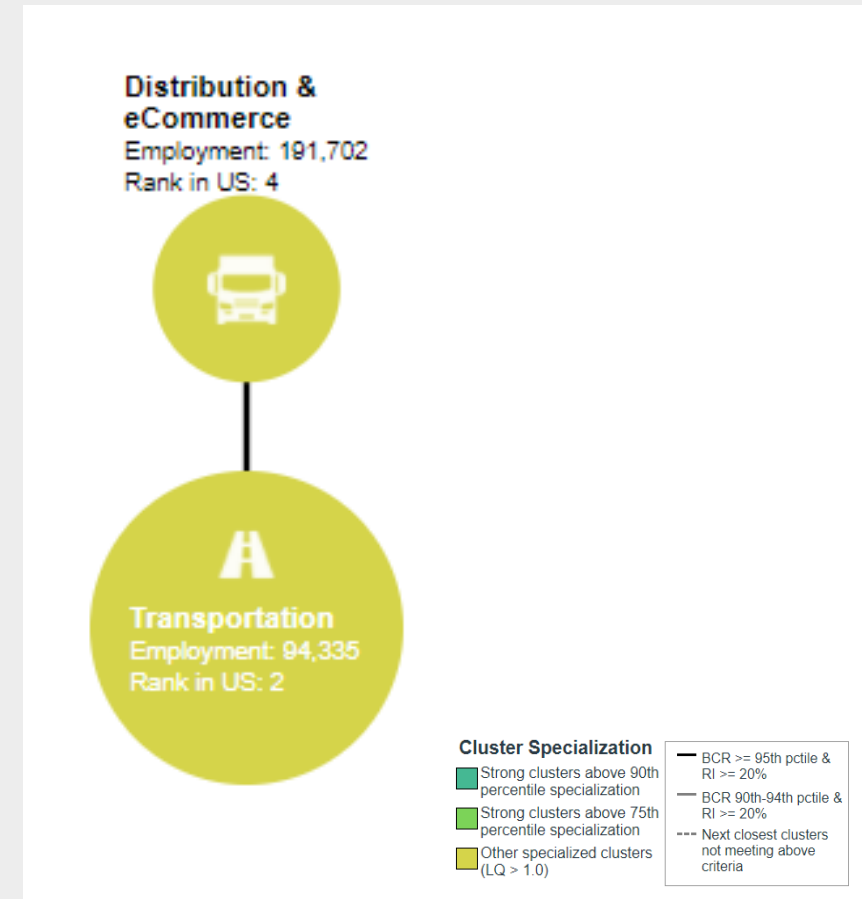 Distribution &
eCommerce
Employment: 191,702
Rank in US: 4
Transportation
Employment: 94,335
Rank in US: 2
Cluster Specialization
Strong clusters above 90th
percentile specialization
Strong clusters above 75th
percentile specialization
Other specialized clusters
(LQ > 1.0)
BCR >= 95th pctile &
RI >= 20%
BCR 90th-94th pctile &
RI >= 20%
Next closest clusters
not meeting above
criteria